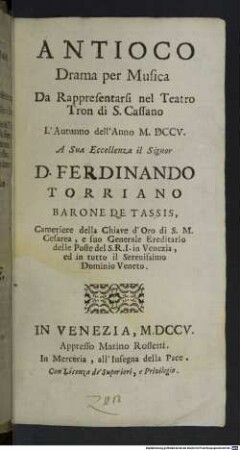 ANTIOCO
Drama per Musica
Da Rappresentarsi nel Teatro
Tron di S. Cassano
L'Autunno dell'Anno M. DCCV.
A Sua Eccellenza il Signor
D. FERDINANDO
TORRIANO
BARONE DE TASSIS,
Cameriere della Chiave d'Oro di S. M.
Cesarea, e suo Generale Ereditario
delle Poste del S.R.I. in Venezia,
ed in tutto il Serenissimo
Dominio Veneto.
IN VENEZIA, M.DCCV.
Appresso Marino Rossetti.
In Merceria, all'Insegna della Pace.
Con Licenza de' Superiori, e Privilegio.